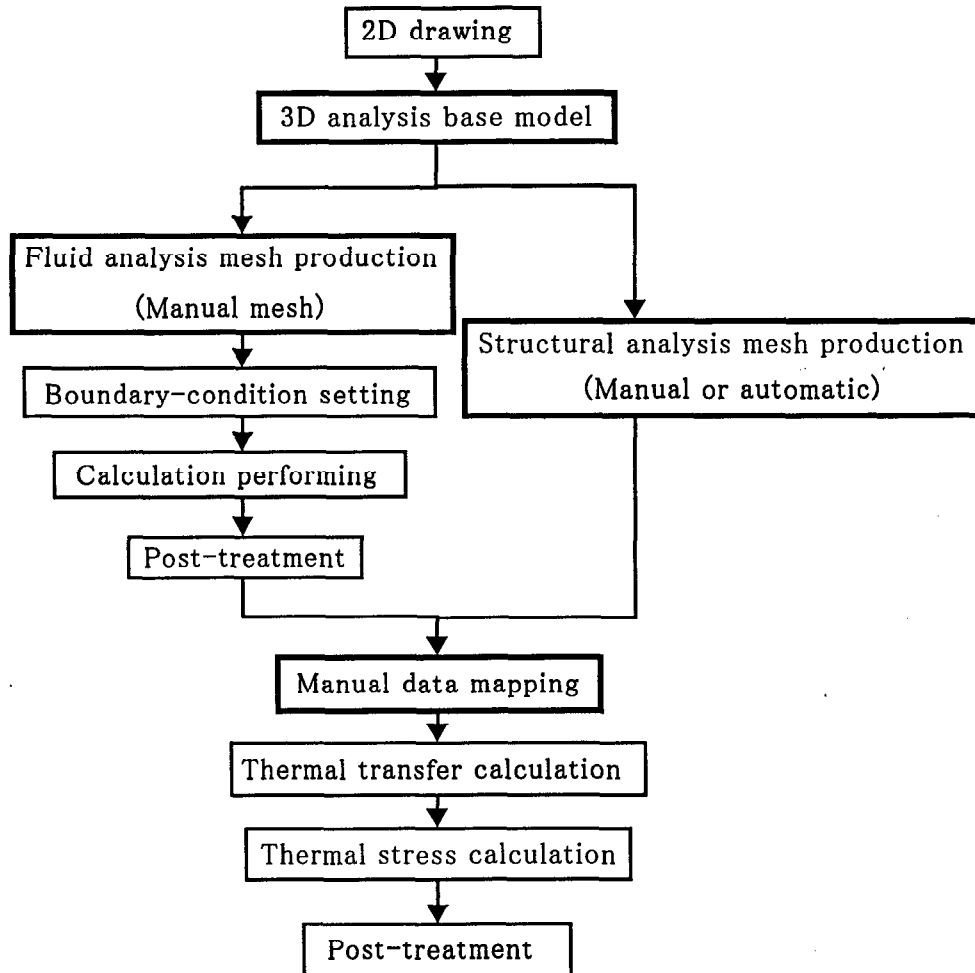 2D drawing
3D analysis base model
Fluid analysis mesh production
(Manual mesh)
Structural analysis mesh production
(Manual or automatic)
Boundary-condition setting
Calculation performing
Post-treatment
Manual data mapping
Thermal transfer calculation
Thermal stress calculation
Post-treatment